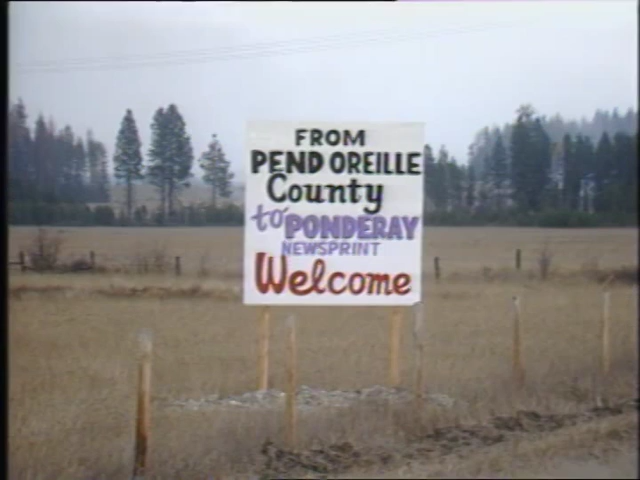 FROM
PEND OREILLE
County
to PONDERAY
NEWSPRINT
Welcome